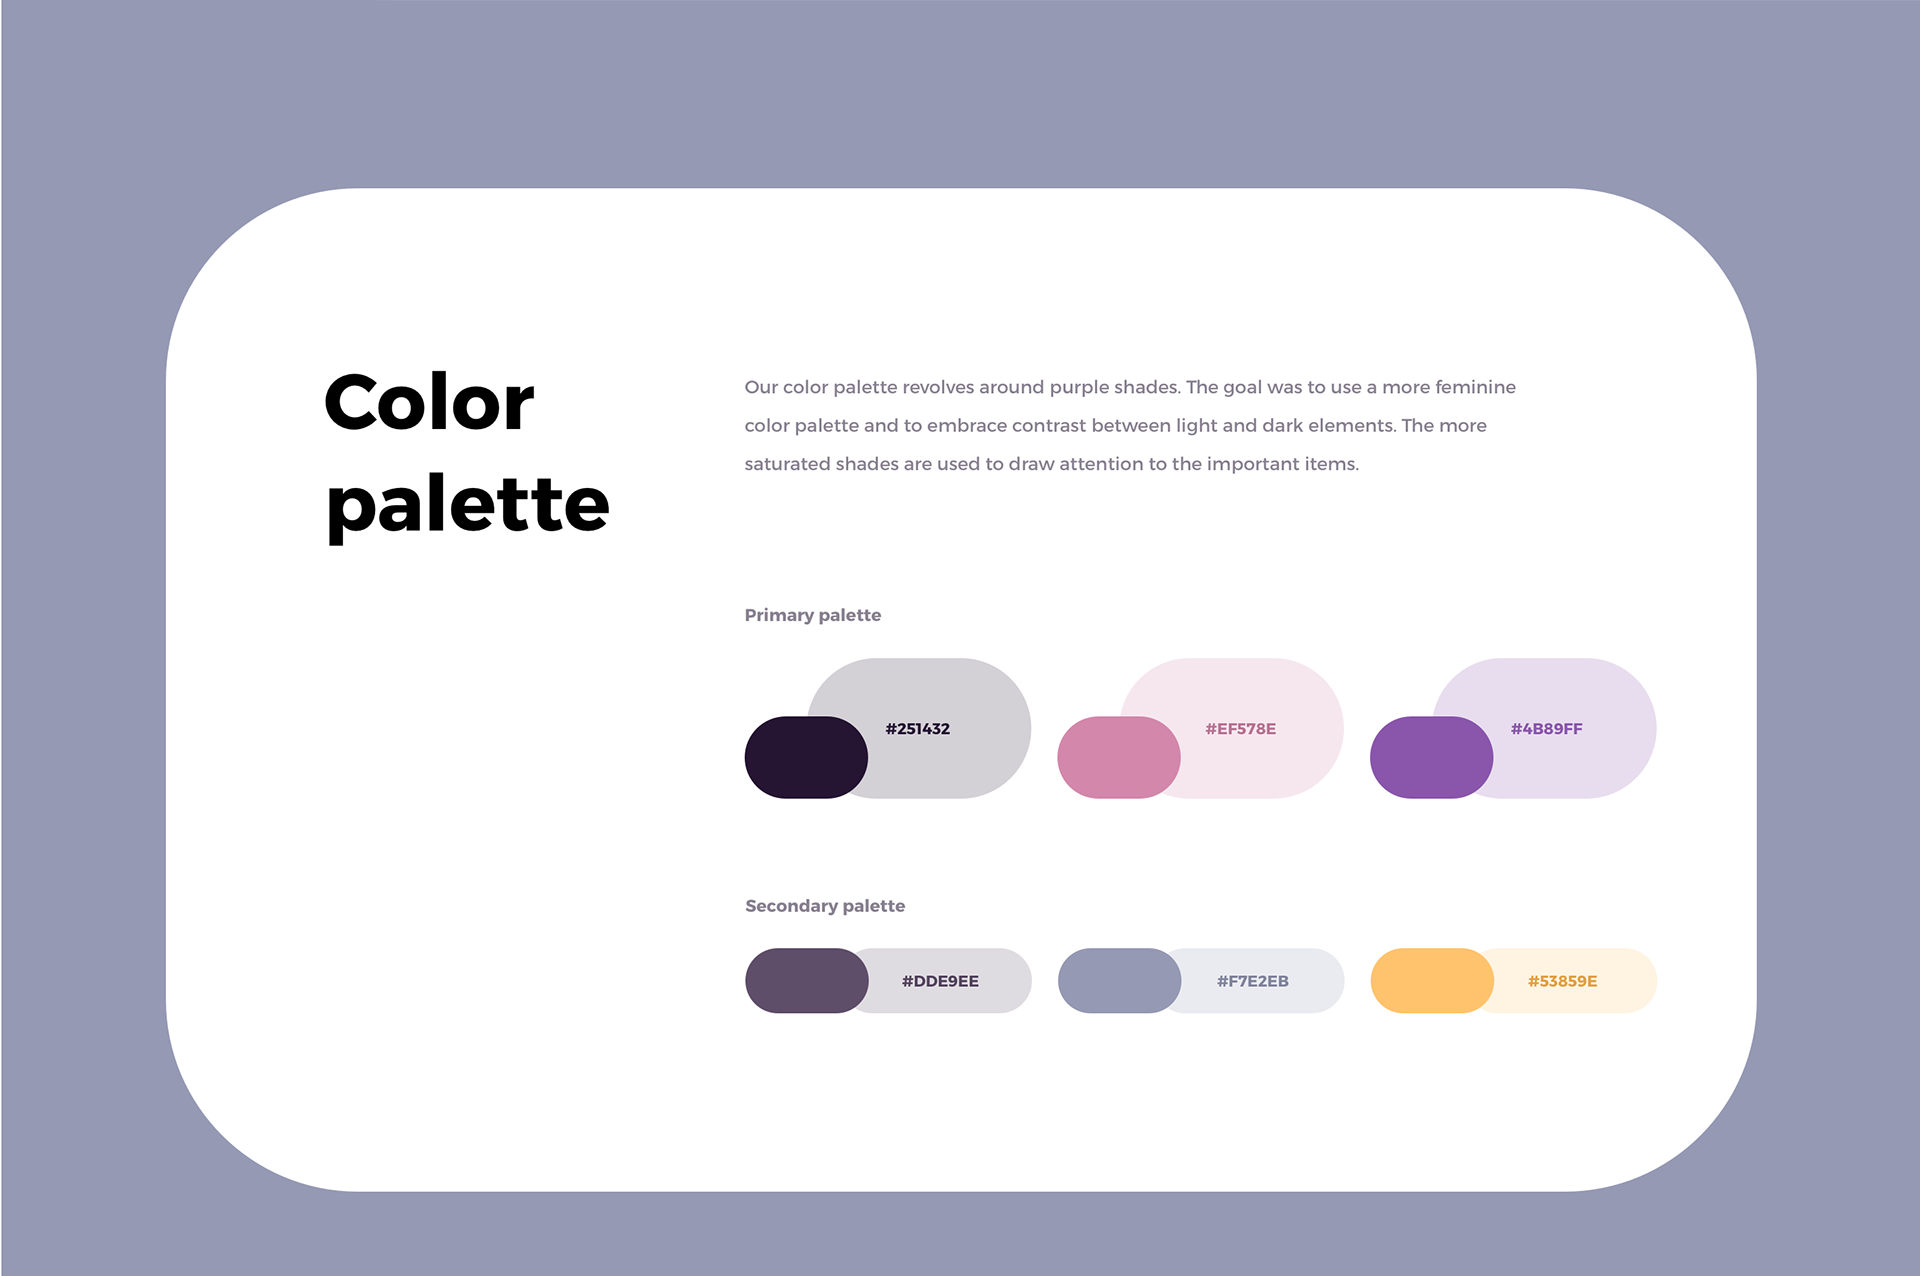 Color
palette
Our color palette revolves around purple shades. The goal was to use a more feminine
color palette and to embrace contrast between light and dark elements. The more
saturated shades are used to draw attention to the important items.
Primary palette
#251432
#EF578E
#4B89FF
Secondary palette
#DDE9EE
#F7E2EB
#53859E